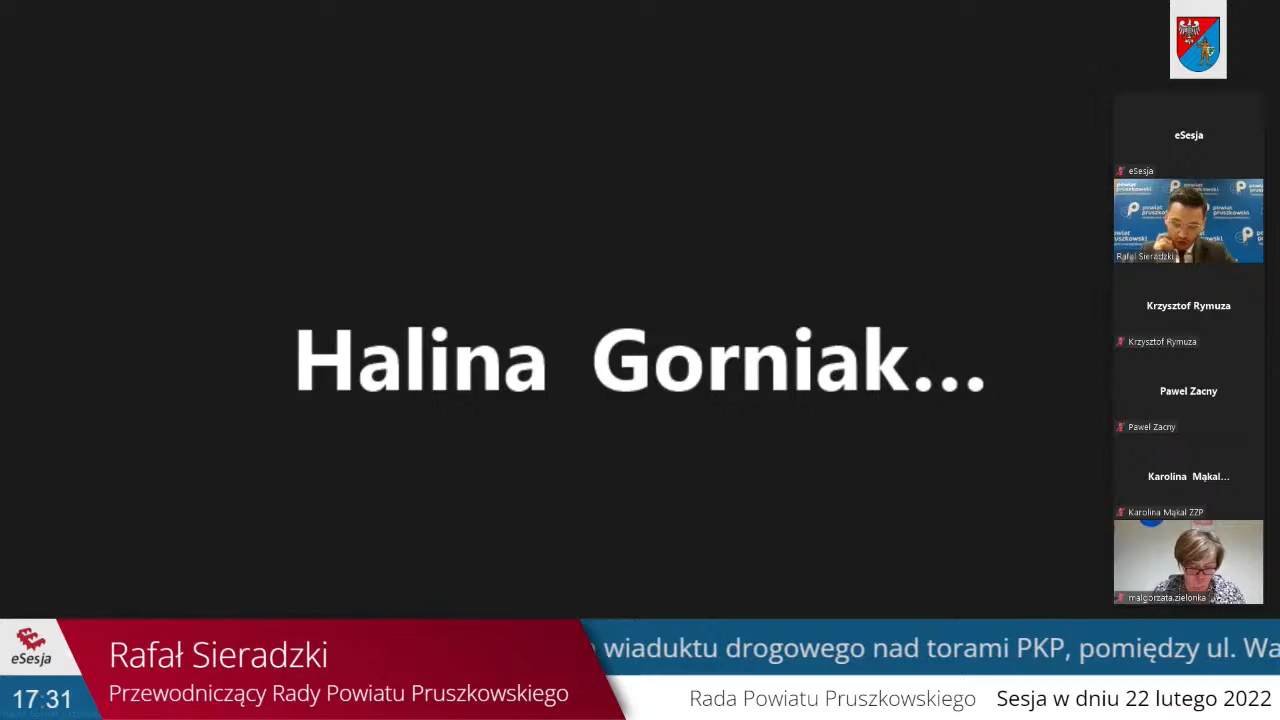 eSesja
eSesja
powiat pruszkowski
Rafał Sieradzki
Krzysztof Rymuza
Krzysztof Rymuza
Pawel Zacny
Pawel Zacny
Karolina Mąkal...
Karolina Mąkal ZZP
malgorzata.zielonka
Halina Gorniak...
eSesja
17:31
Rafał Sieradzki
Przewodniczący Rady Powiatu Pruszkowskiego
wiaduktu drogowego nad torami PKP, pomiędzy ul. Wa
Rada Powiatu Pruszkowskiego Sesja w dniu 22 lutego 2022